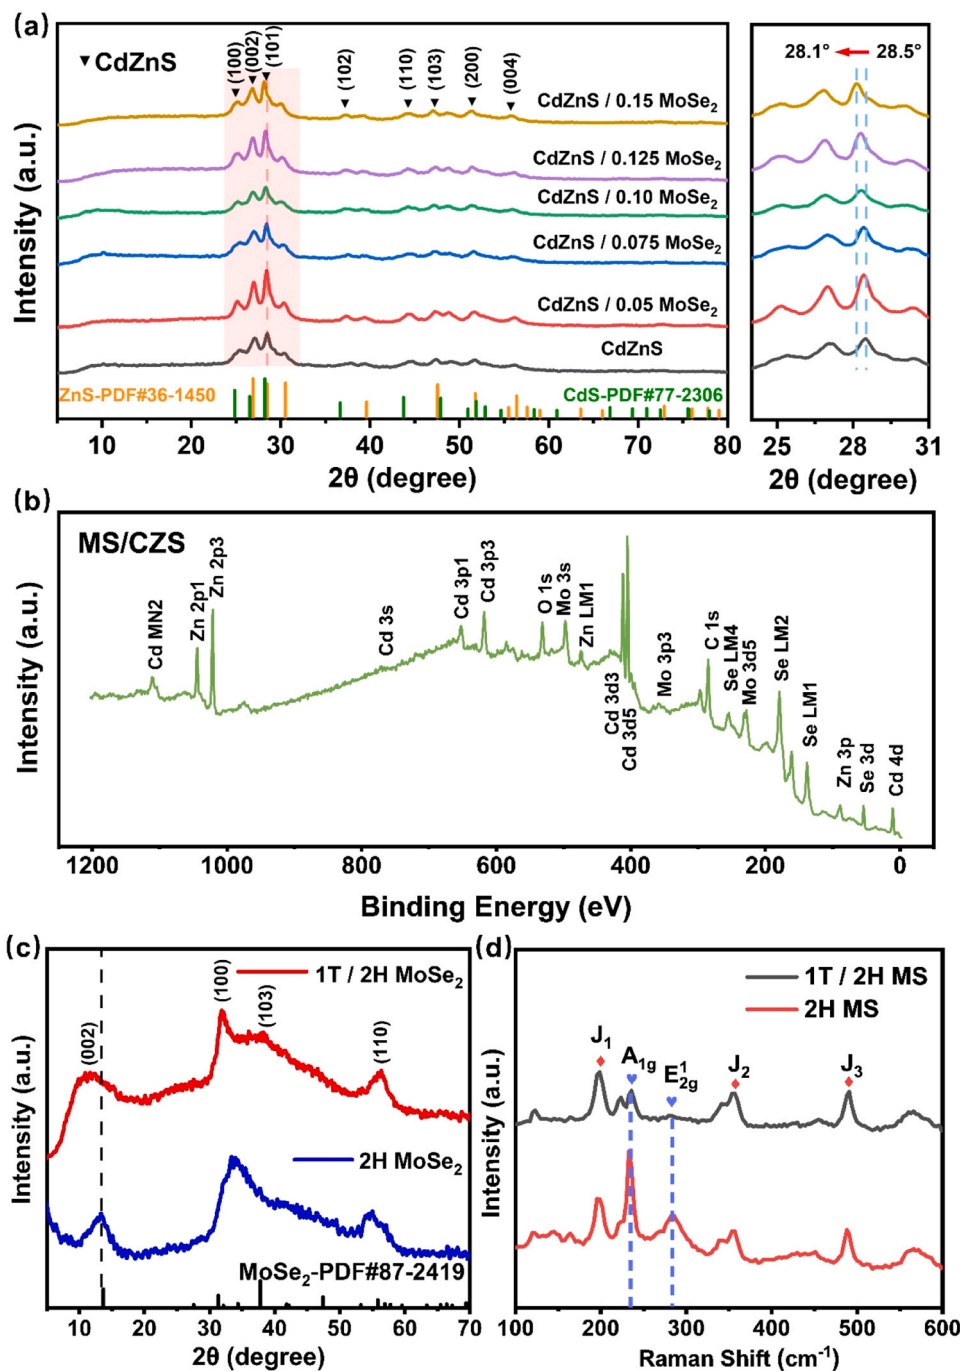 (a)
▼CdZnS
(100)
(002)
(101)
(102)
(110)
(103)
(200)
(004)
CdZnS / 0.15 MoSe₂
CdZnS / 0.125 MoSe₂
CdZnS / 0.10 MoSe₂
CdZnS / 0.075 MoSe₂
CdZnS / 0.05 MoSe₂
CdZnS
ZnS-PDF#36-1450
CdS-PDF#77-2306
Intensity (a.u.)
10 20 30 40 50 60 70 80
2θ (degree)
28.1° 28.5°
25 28 31
2θ (degree)
(b)
MS/CZS
Cd MN2
Zn 2p1
Zn 2p3
Cd 3s
Cd 3p1
Cd 3p3
O 1s
Mo 3s
Zn LM1
Cd 3d3
Cd 3d5
Mo 3p3
C 1s
Se LM4
Mo 3d5
Se LM2
Se LM1
Zn 3p
Se 3d
Cd 4d
Intensity (a.u.)
1200 1000 800 600 400 200 0
Binding Energy (eV)
(c)
1T / 2H MoSe₂
(002)
(100)
(103)
(110)
2H MoSe₂
MoSe₂-PDF#87-2419
Intensity (a.u.)
10 20 30 40 50 60 70
2θ (degree)
(d)
1T / 2H MS
2H MS
J₁
A₁g
E¹₂g
J₂
J₃
Intensity (a.u.)
100 200 300 400 500 600
Raman Shift (cm⁻¹)